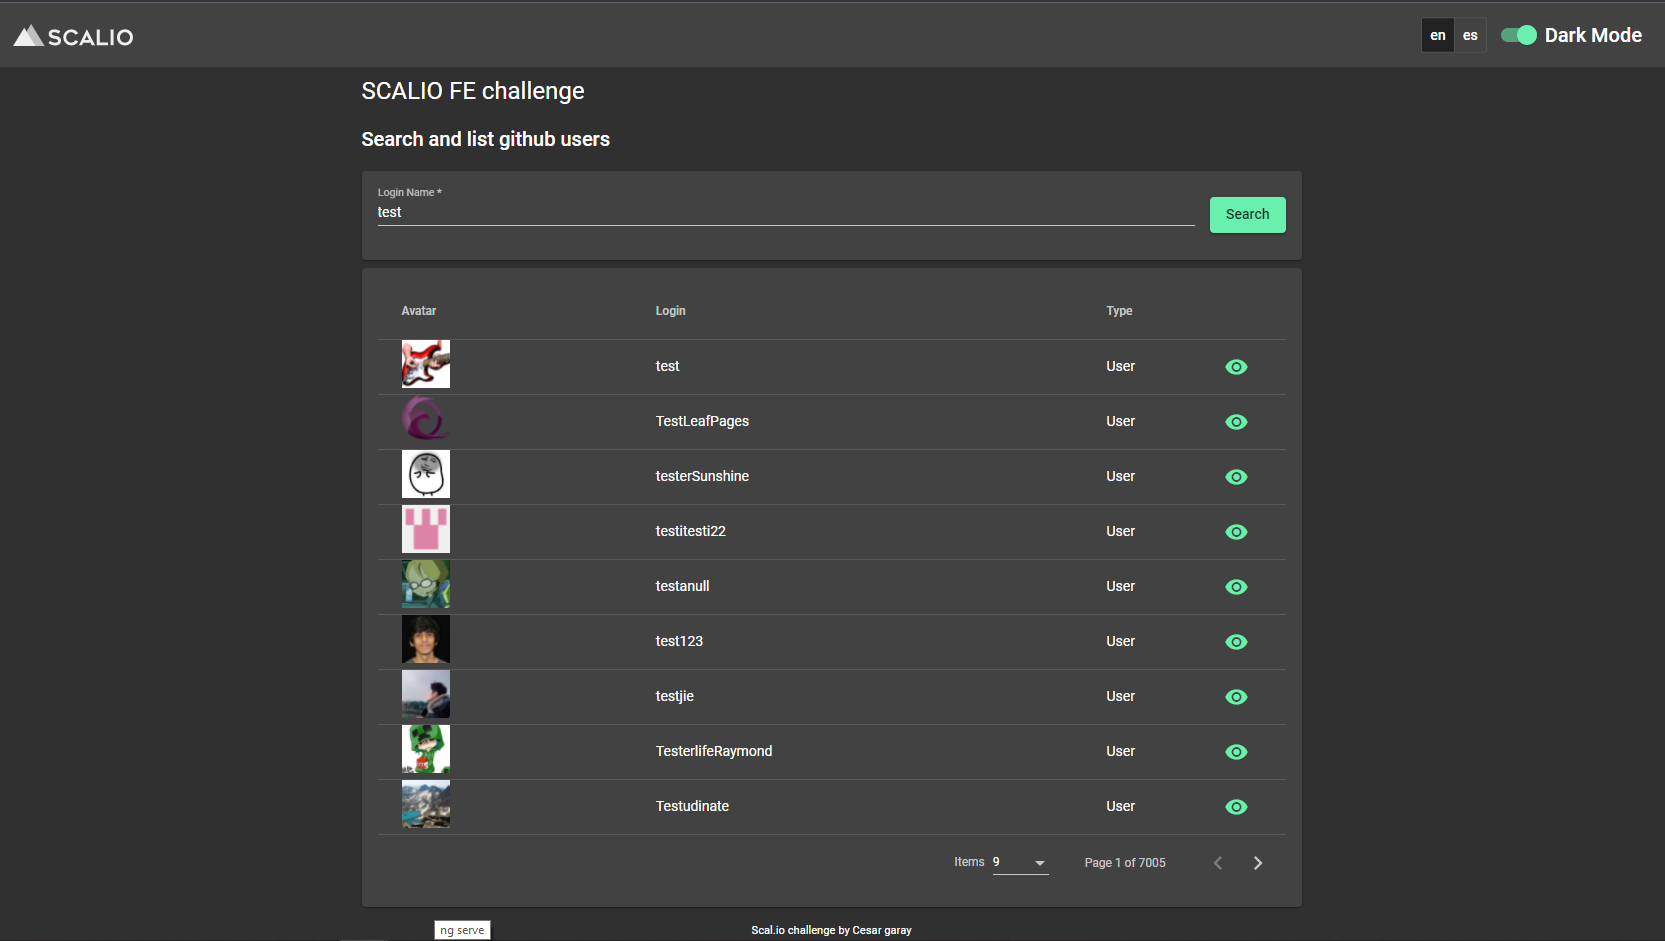 SCALIO
en es Dark Mode
SCALIO FE challenge
Search and list github users
Login Name *
test
Search
Avatar Login Type
test User
TestLeafPages User
testerSunshine User
testitesti22 User
testanull User
test123 User
testjie User
TesterlifeRaymond User
Testudinate User
Items 9 Page 1 of 7005
ng serve
Scal.io challenge by Cesar garay